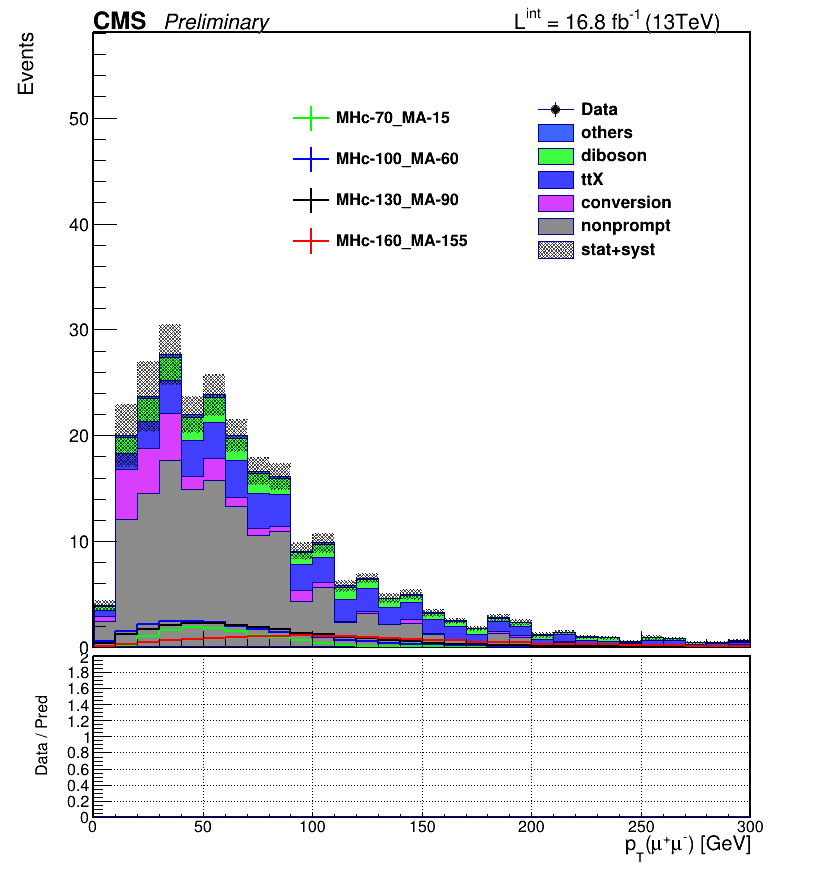 CMS Preliminary L^int = 16.8 fb^-1 (13TeV)
Events
50
40
30
20
10
0
MHc-70_MA-15
MHc-100_MA-60
MHc-130_MA-90
MHc-160_MA-155
Data
others
diboson
ttX
conversion
nonprompt
stat+syst
Data / Pred
2
1.8
1.6
1.4
1.2
1
0.8
0.6
0.4
0.2
0
0 50 100 150 200 250 300
p_T(μ^+μ^-) [GeV]